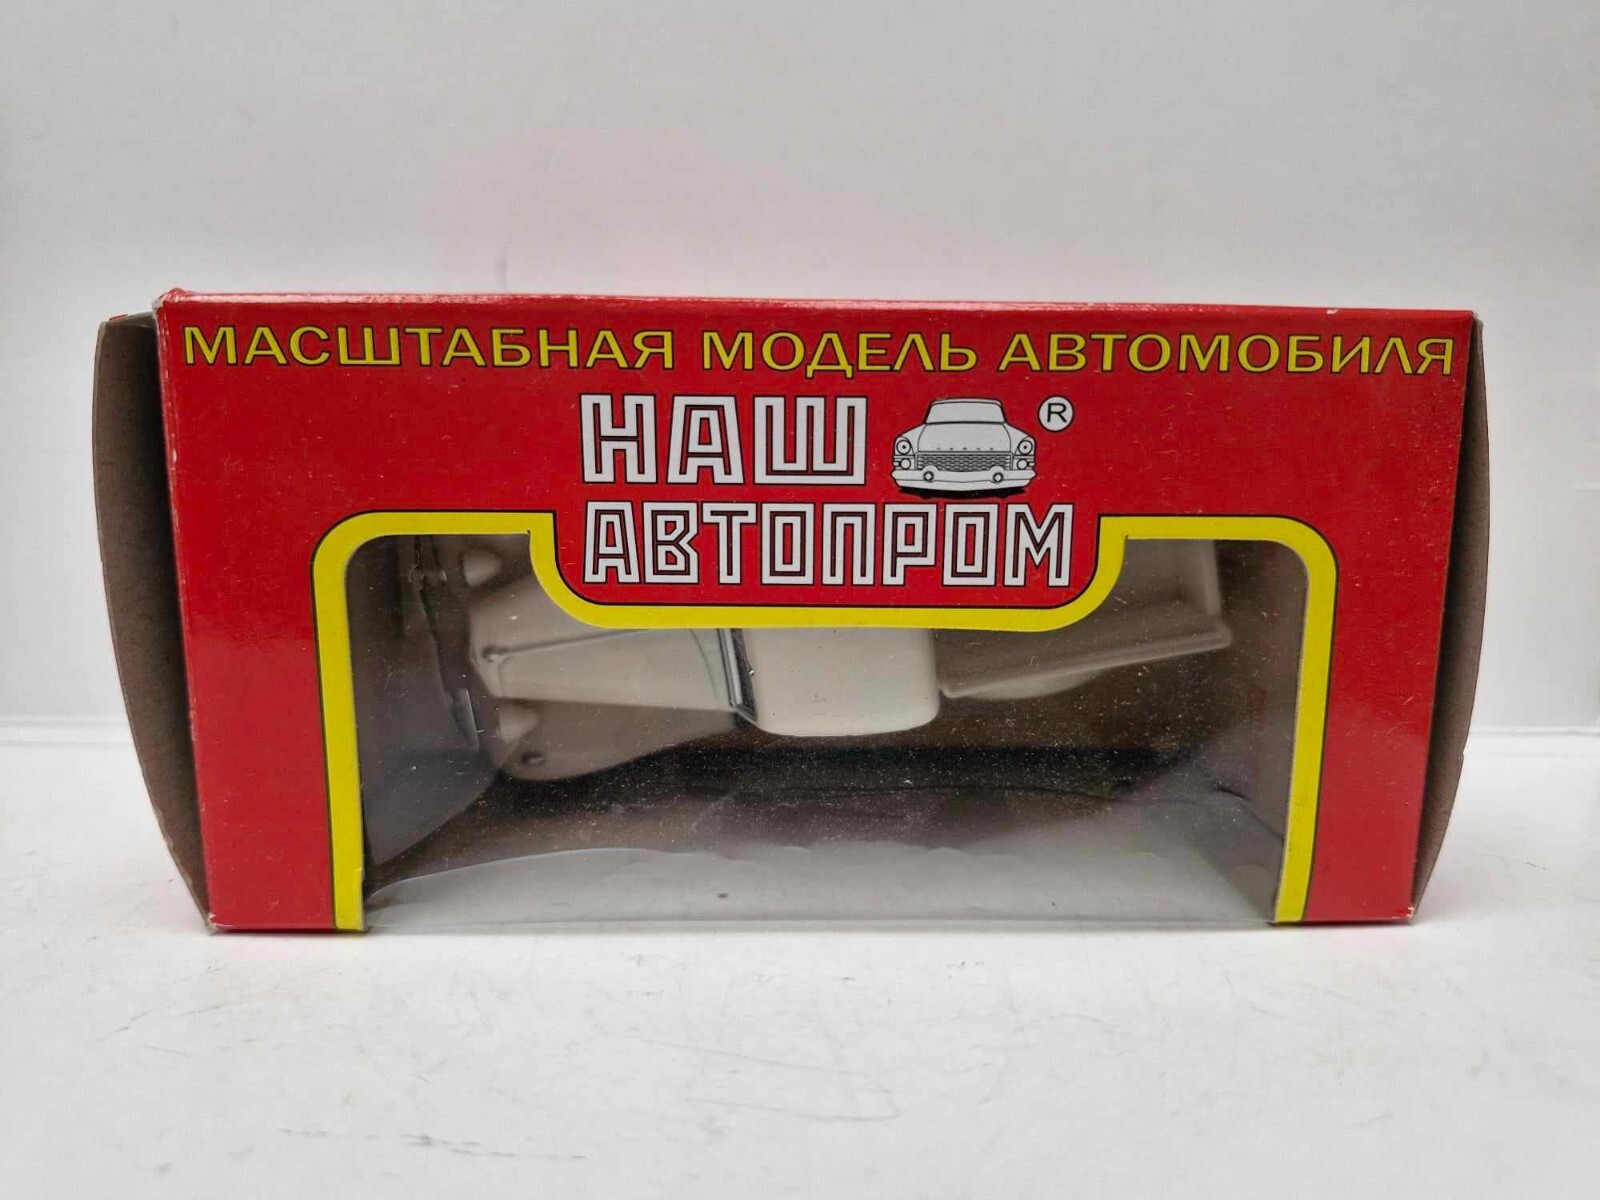 МАСШТАБНАЯ МОДЕЛЬ АВТОМОБИЛЯ
НАШ ®
АВТОПРОМ